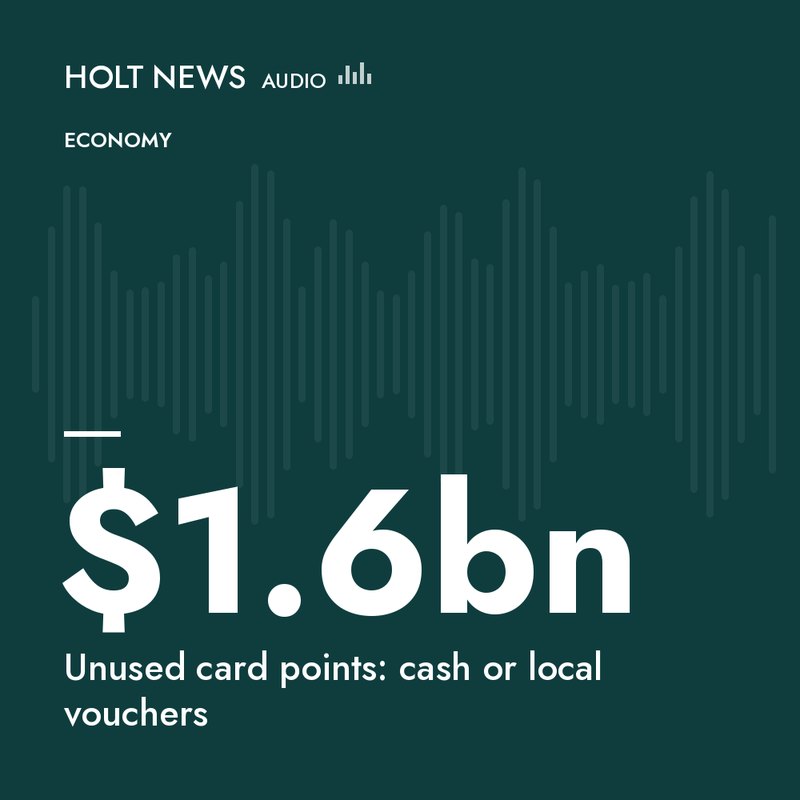 HOLT NEWS AUDIO
ECONOMY
$1.6bn
Unused card points: cash or local
vouchers